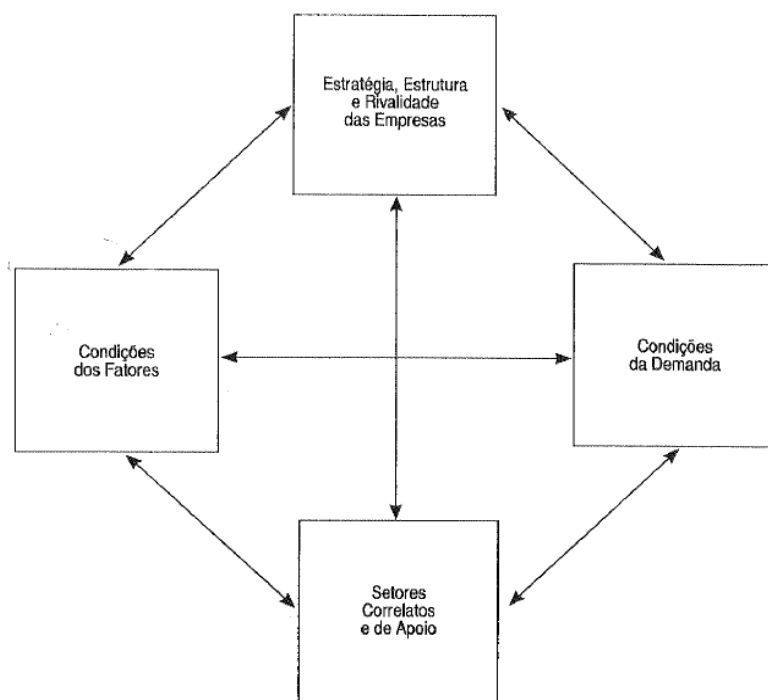 Estratégia, Estrutura
e Rivalidade
das Empresas
Condições
dos Fatores
Condições
da Demanda
Setores
Correlatos
e de Apoio